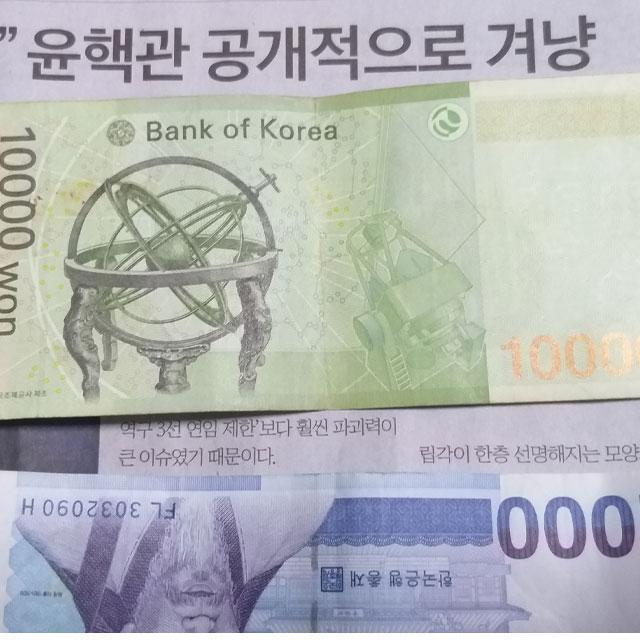 ” 윤핵관 공개적으로 겨냥
Bank of Korea
10000 won
10000
역구 3선 연임 제한’보다 훨씬 파괴력이
큰 이슈였기 때문이다.
립각이 한층 선명해지는 모양
FL 3032090 H
000
한국은행 총재